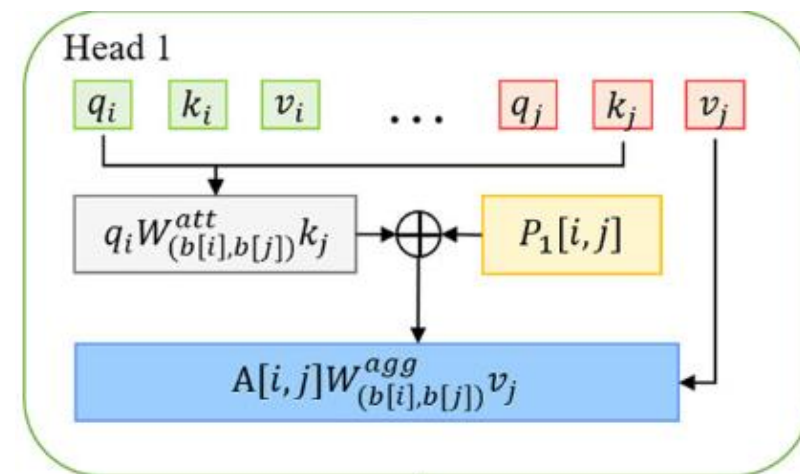 Head 1
q_i k_i v_i ... q_j k_j v_j
q_i W^{att}_{(b[i],b[j])} k_j ⊕ P_1[i, j]
A[i, j]W^{agg}_{(b[i],b[j])} v_j